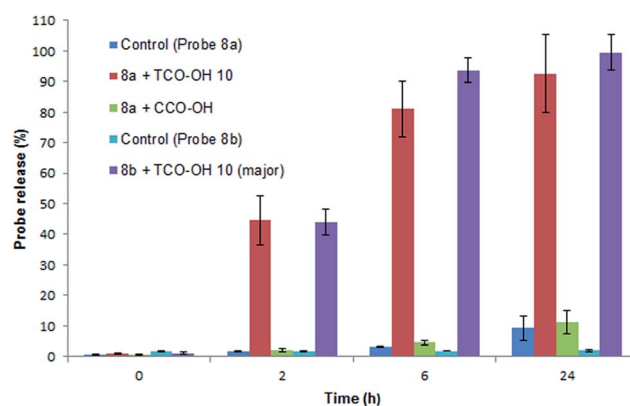 110
100
90
80
70
60
50
40
30
20
10
0
Probe release (%)
Control (Probe 8a)
8a + TCO-OH 10
8a + CCO-OH
Control (Probe 8b)
8b + TCO-OH 10 (major)
0 2 6 24
Time (h)